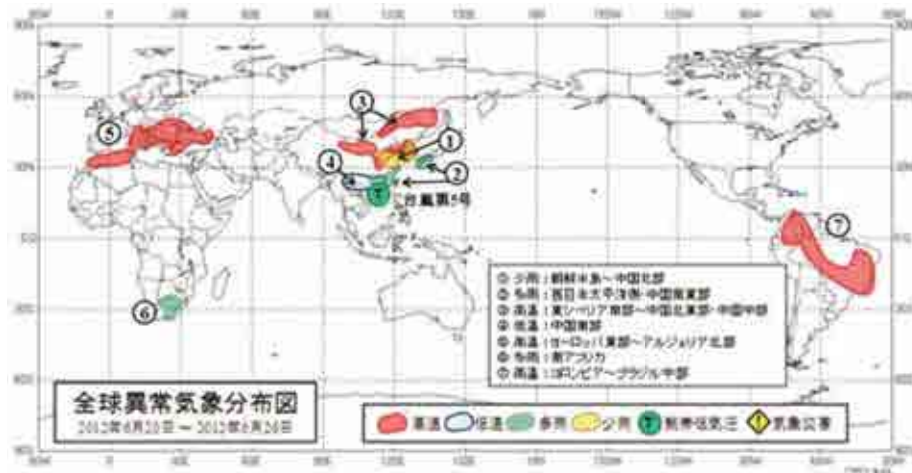 ③
⑤
①
④
②
台風第5号
⑦
⑥
① 少雨：朝鮮半島～中国北部
② 多雨：西日本太平洋側・中国南東部
③ 高温：東シベリア南部～中国北東部・中国中部
④ 低温：中国南部
⑤ 高温：ヨーロッパ東部～アルジェリア北部
⑥ 多雨：南アフリカ
⑦ 高温：コロンビア～ブラジル中部
全球異常気象分布図
2012年6月20日～2012年6月26日
高温 低温 多雨 少雨 T 熱帯低気圧 ! 気象災害